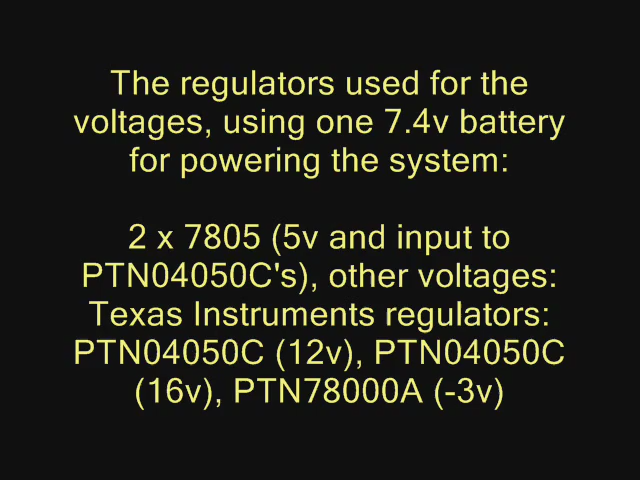 The regulators used for the
voltages, using one 7.4v battery
for powering the system:
2 x 7805 (5v and input to
PTN04050C's), other voltages:
Texas Instruments regulators:
PTN04050C (12v), PTN04050C
(16v), PTN78000A (-3v)